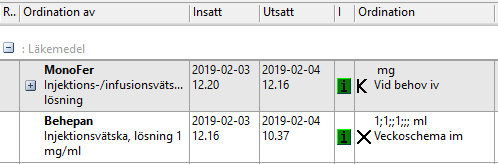 R.. Ordination av Insatt Utsatt I Ordination
: Läkemedel
MonoFer 2019-02-03 2019-02-04 mg
Injektions-/infusionsväts... 12.20 12.16 i K Vid behov iv
lösning
Behepan 2019-02-03 2019-02-04 1;1;;1;;; ml
Injektionsvätska, lösning 1 12.16 10.37 i X Veckoschema im
mg/ml